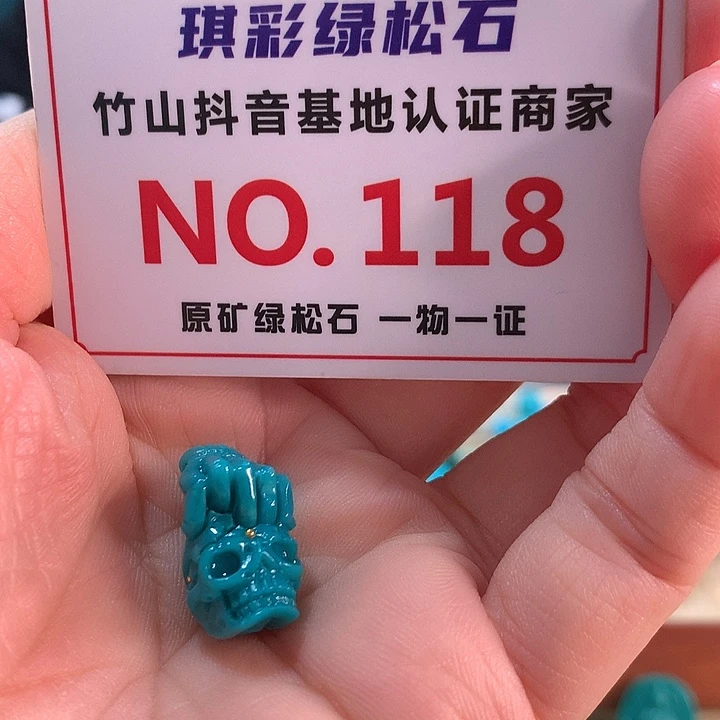 琪彩绿松石
竹山抖音基地认证商家
NO.118
原矿绿松石 一物一证